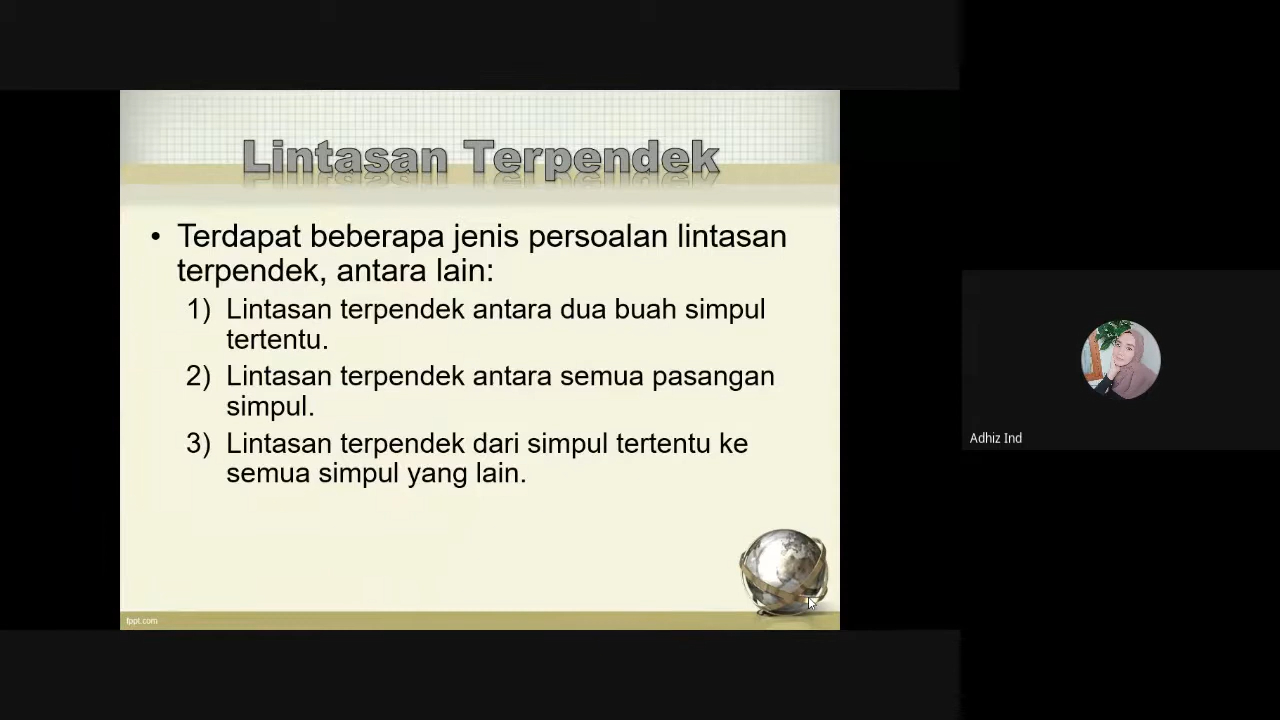 Lintasan Terpendek
• Terdapat beberapa jenis persoalan lintasan
terpendek, antara lain:
1) Lintasan terpendek antara dua buah simpul
tertentu.
2) Lintasan terpendek antara semua pasangan
simpul.
3) Lintasan terpendek dari simpul tertentu ke
semua simpul yang lain.
fppt.com
Adhiz Ind